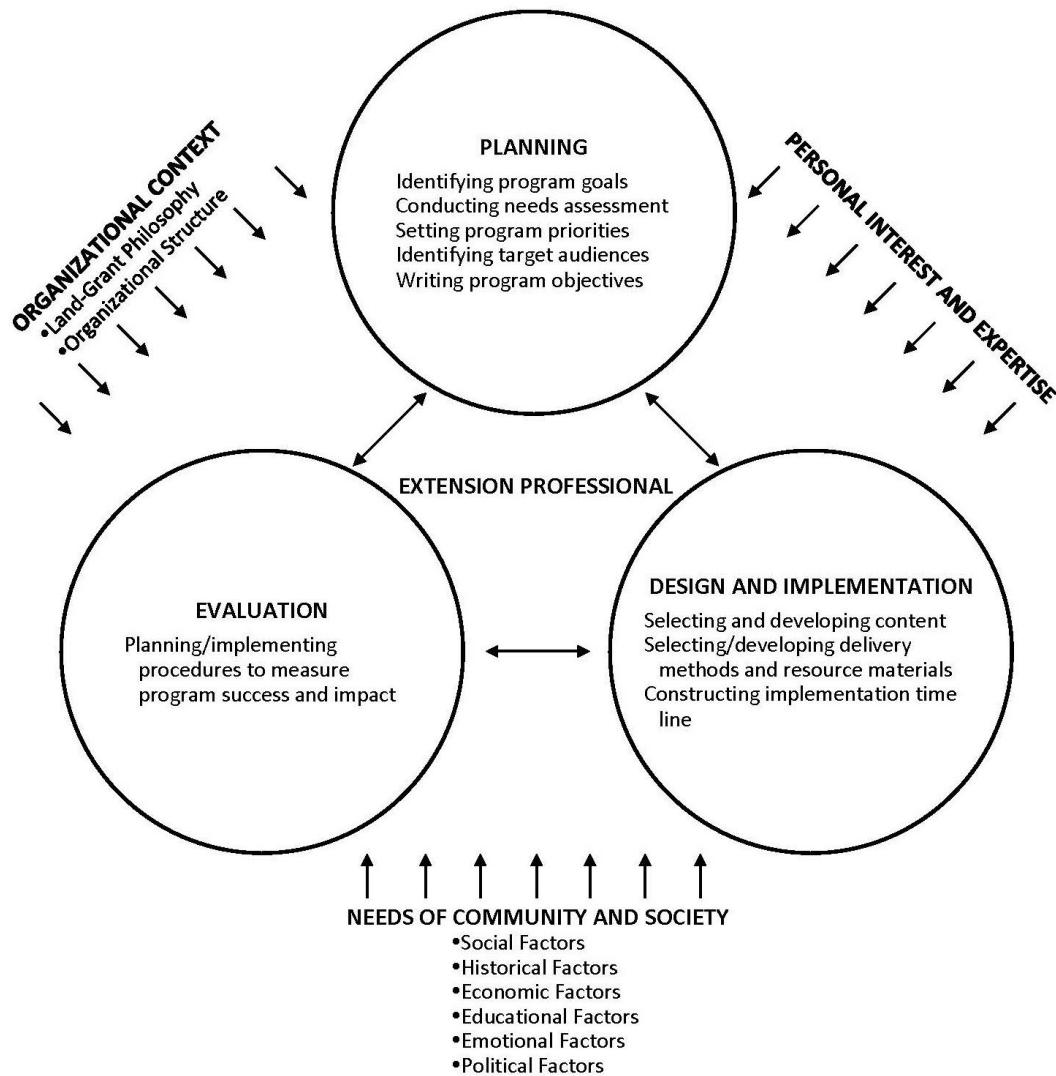 PLANNING
Identifying program goals
Conducting needs assessment
Setting program priorities
Identifying target audiences
Writing program objectives
ORGANIZATIONAL CONTEXT
•Land-Grant Philosophy
•Organizational Structure
PERSONAL INTEREST AND EXPERTISE
EXTENSION PROFESSIONAL
EVALUATION
Planning/implementing
procedures to measure
program success and impact
DESIGN AND IMPLEMENTATION
Selecting and developing content
Selecting/developing delivery
methods and resource materials
Constructing implementation time
line
NEEDS OF COMMUNITY AND SOCIETY
•Social Factors
•Historical Factors
•Economic Factors
•Educational Factors
•Emotional Factors
•Political Factors